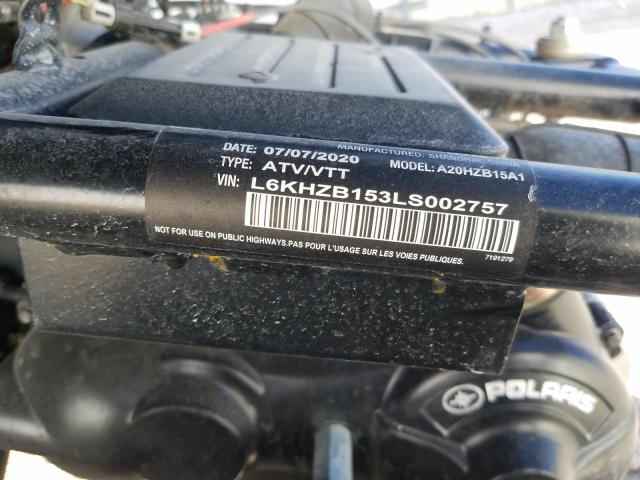 DATE: 07/07/2020 MANUFACTURED: SHANGHAI, CHINA
TYPE: ATV/VTT MODEL: A20HZB15A1
VIN: L6KHZB153LS002757
NOT FOR USE ON PUBLIC HIGHWAYS.PAS POUR L'USAGE SUR LES VOIES PUBLIQUES. 7191279
POLARIS